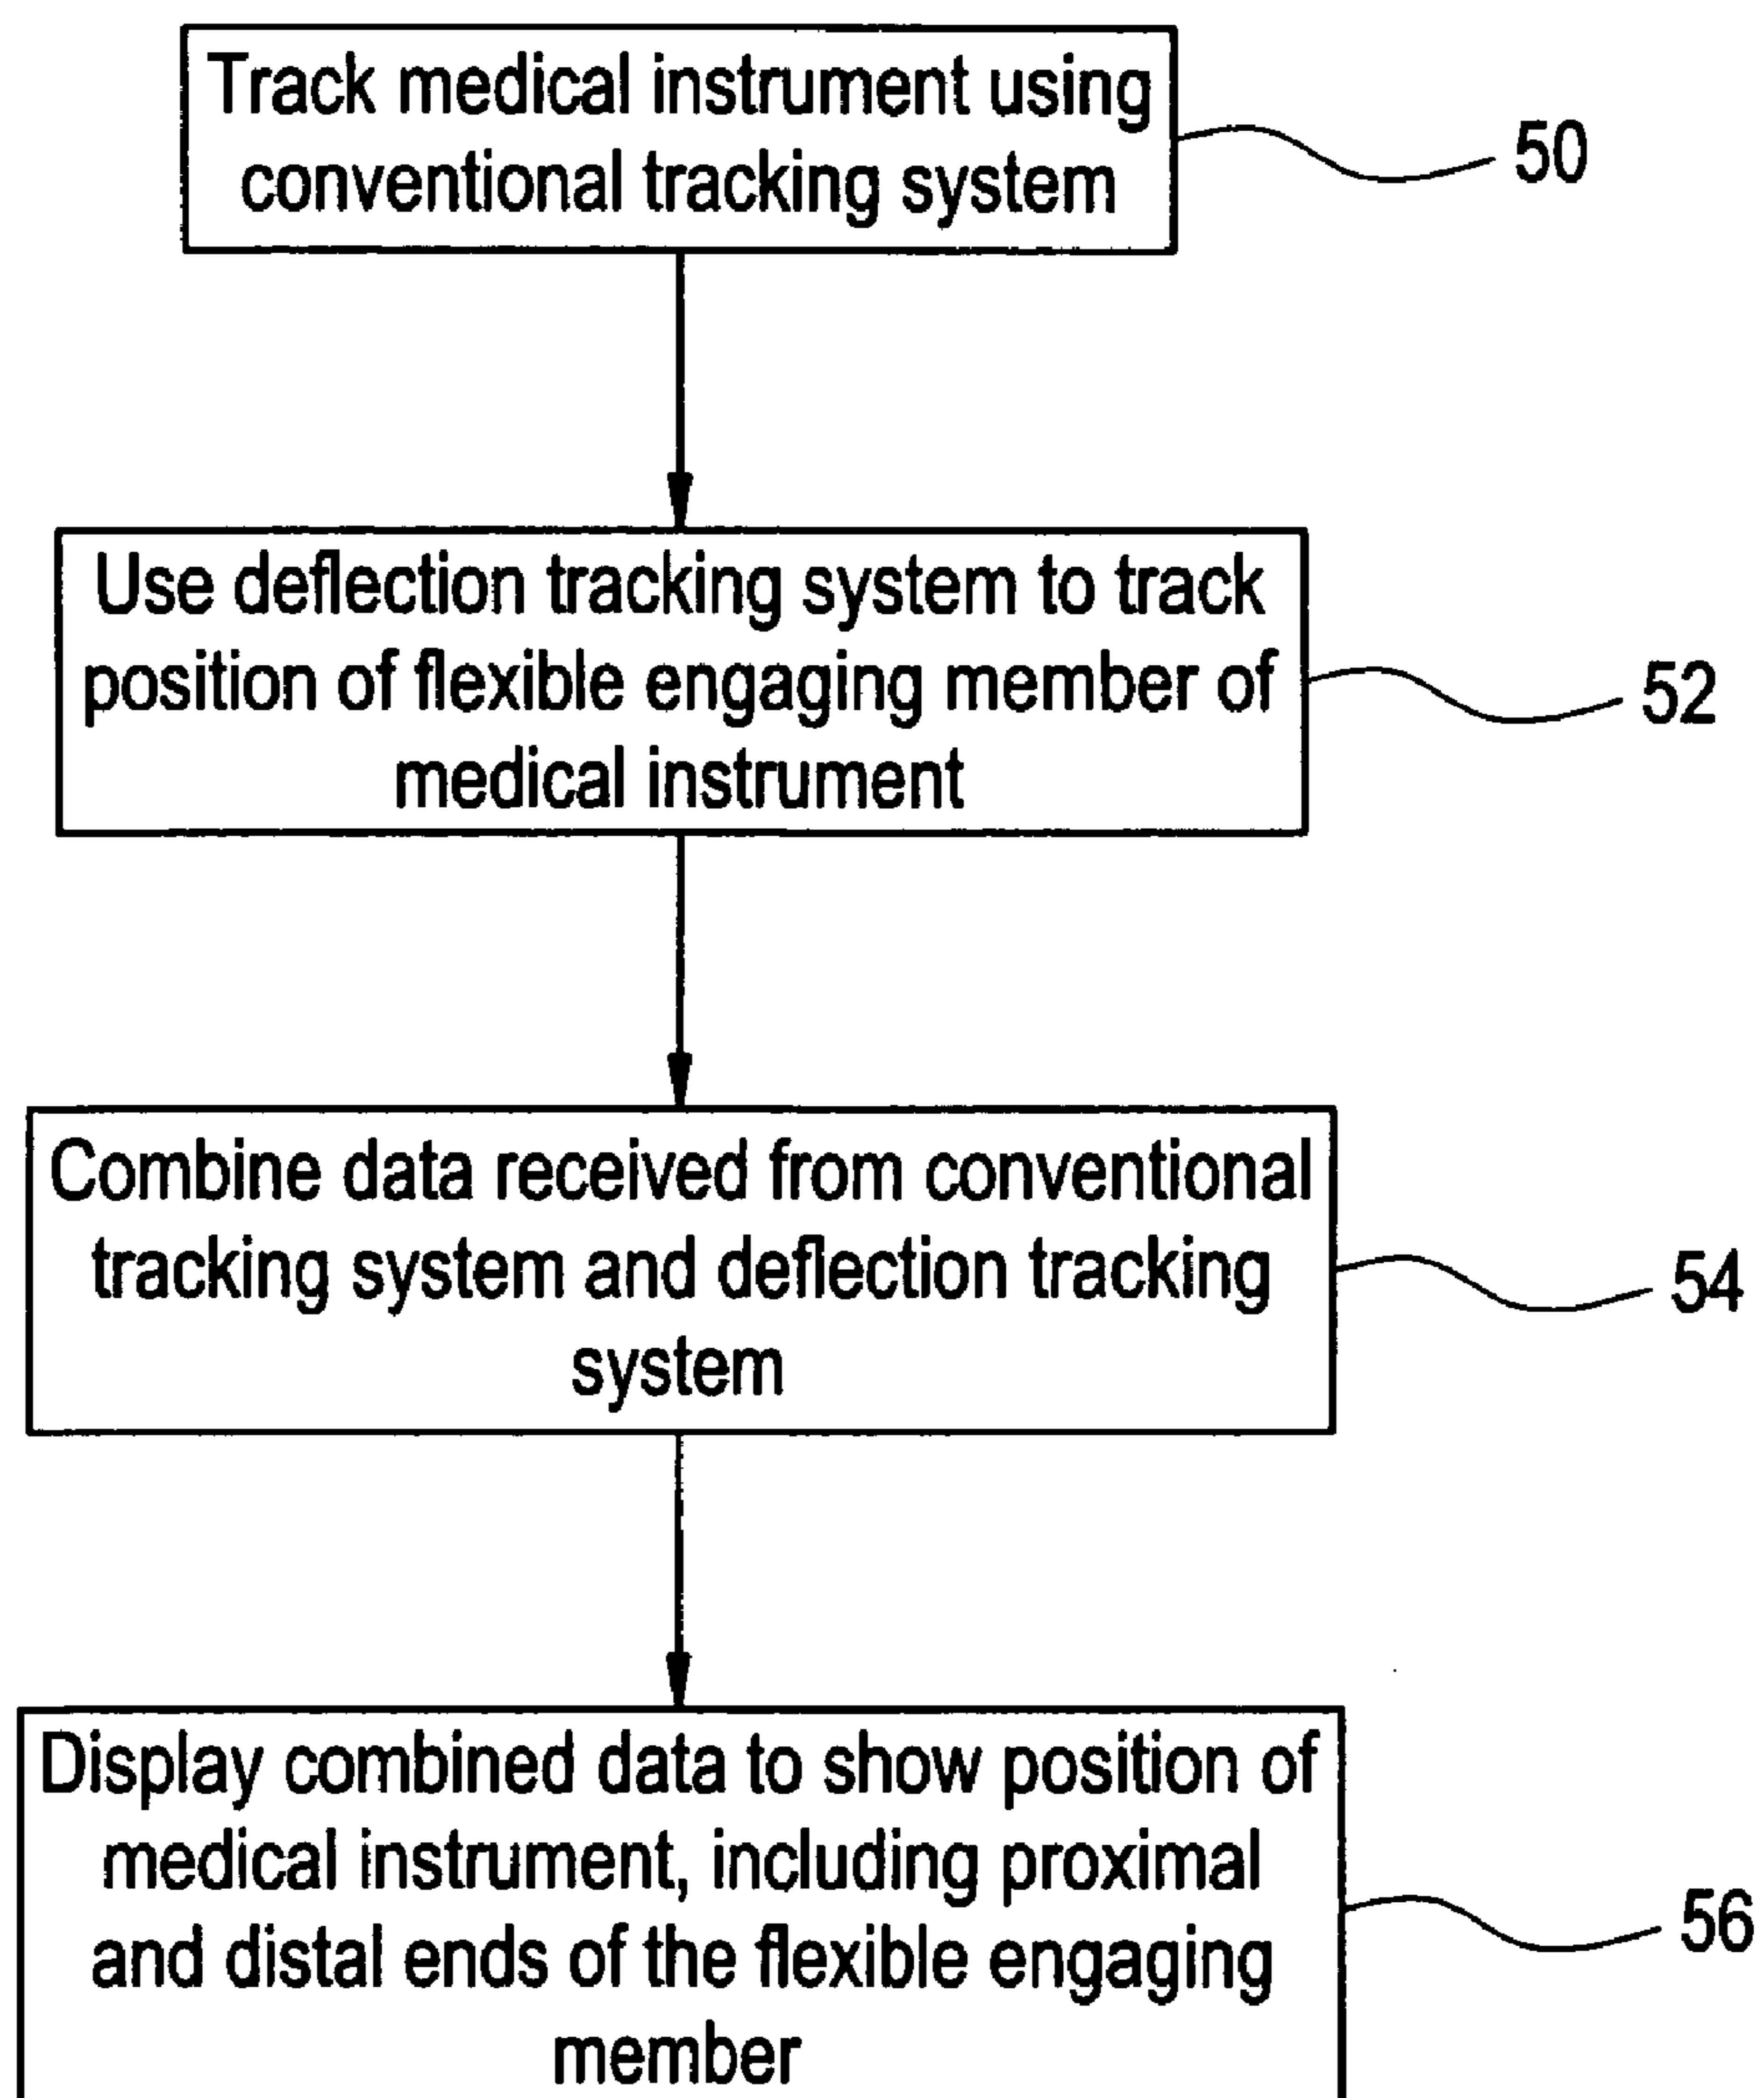 Track medical instrument using
conventional tracking system
50
Use deflection tracking system to track
position of flexible engaging member of
medical instrument
52
Combine data received from conventional
tracking system and deflection tracking
system
54
Display combined data to show position of
medical instrument, including proximal
and distal ends of the flexible engaging
member
56